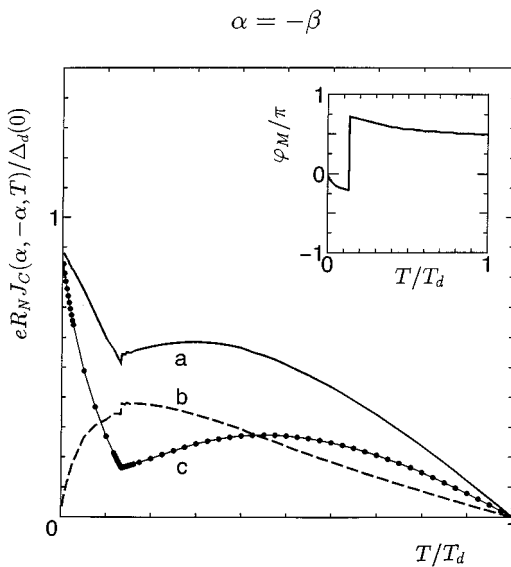 α = −β
eR_N J_C(α, −α, T)/Δ_d(0)
1
0
T/T_d
a
b
c
φ_M/π
1
0
−1
0
1
T/T_d